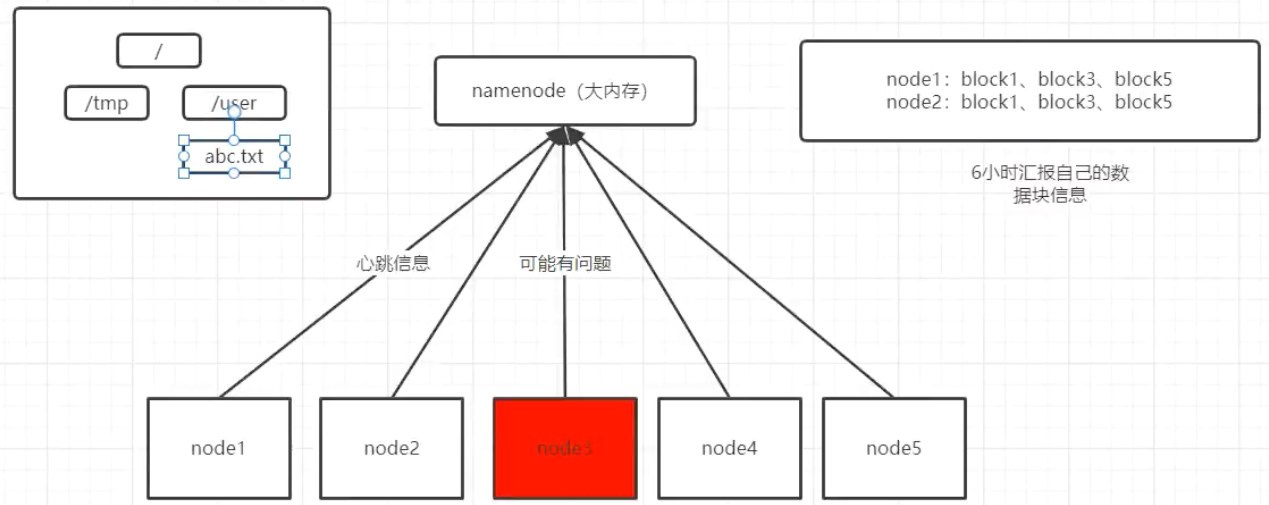 /
/tmp
/user
abc.txt
namenode（大内存）
node1：block1、block3、block5
node2：block1、block3、block5
6小时汇报自己的数
据块信息
心跳信息
可能有问题
node1
node2
node3
node4
node5